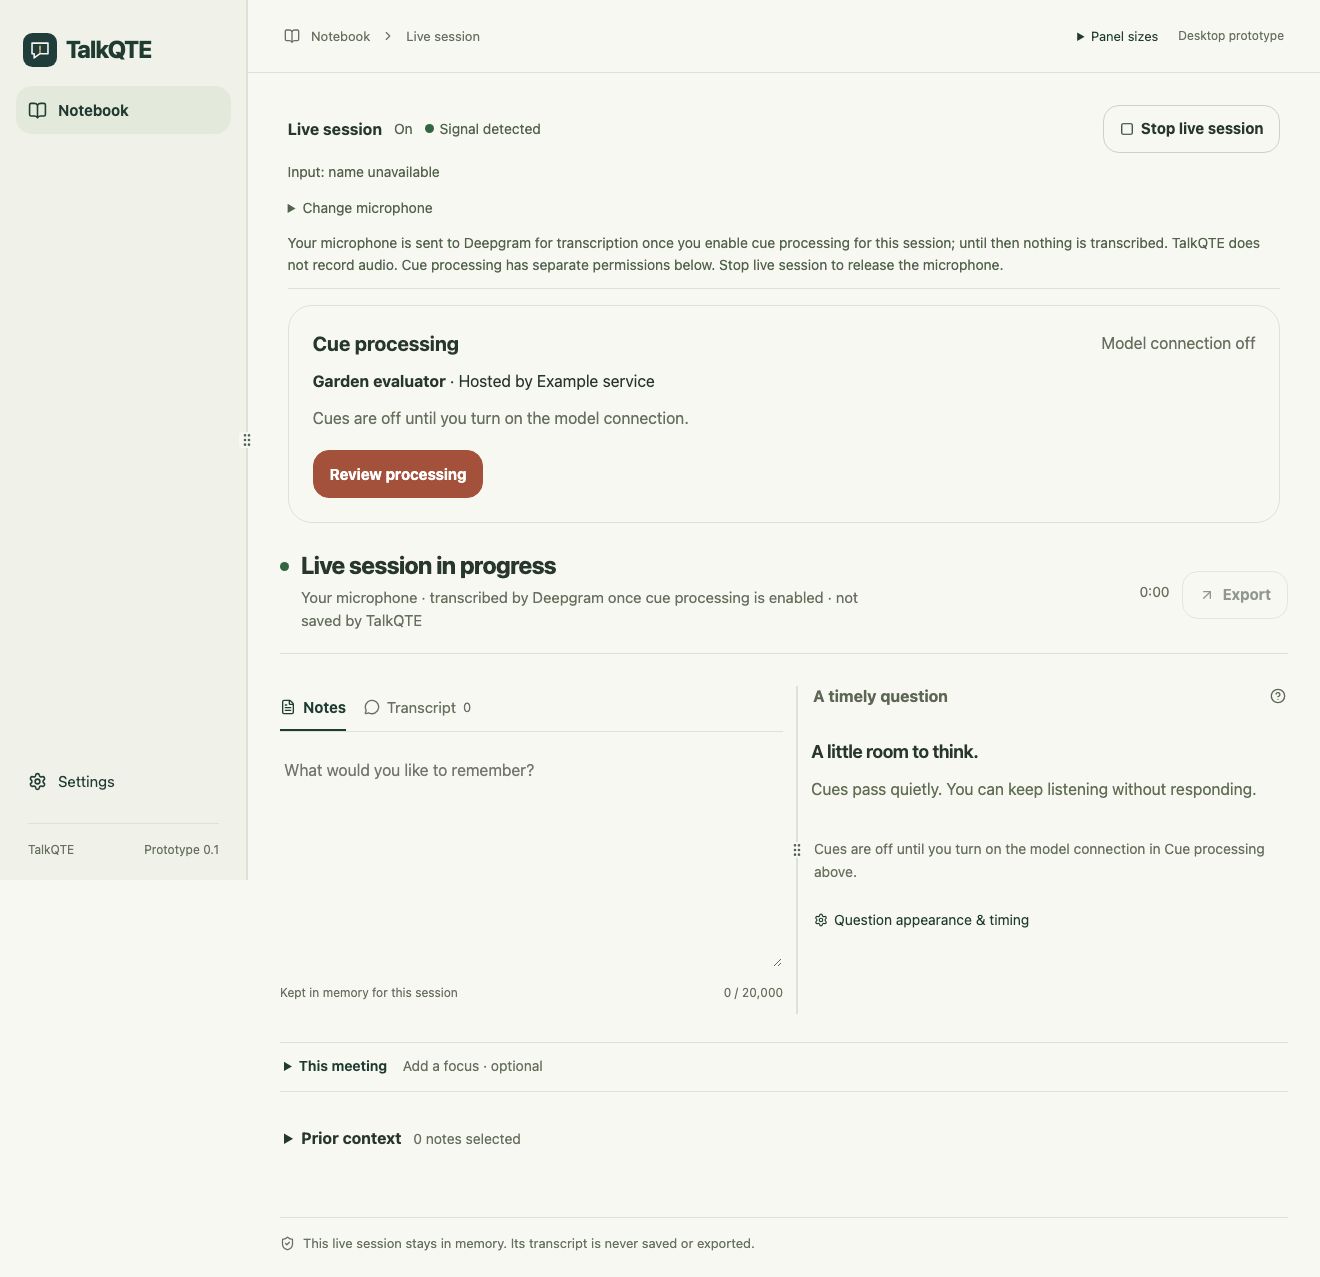 TalkQTE
Notebook
Settings
TalkQTE
Prototype 0.1
Notebook
Live session
Panel sizes
Desktop prototype
Live session
On
Signal detected
Stop live session
Input: name unavailable
Change microphone
Your microphone is sent to Deepgram for transcription once you enable cue processing for this session; until then nothing is transcribed. TalkQTE does
not record audio. Cue processing has separate permissions below. Stop live session to release the microphone.
Cue processing
Model connection off
Garden evaluator · Hosted by Example service
Cues are off until you turn on the model connection.
Review processing
Live session in progress
Your microphone · transcribed by Deepgram once cue processing is enabled · not
saved by TalkQTE
0:00
Export
Notes
Transcript 0
What would you like to remember?
Kept in memory for this session
0 / 20,000
A timely question
A little room to think.
Cues pass quietly. You can keep listening without responding.
Cues are off until you turn on the model connection in Cue processing
above.
Question appearance & timing
This meeting
Add a focus · optional
Prior context
0 notes selected
This live session stays in memory. Its transcript is never saved or exported.